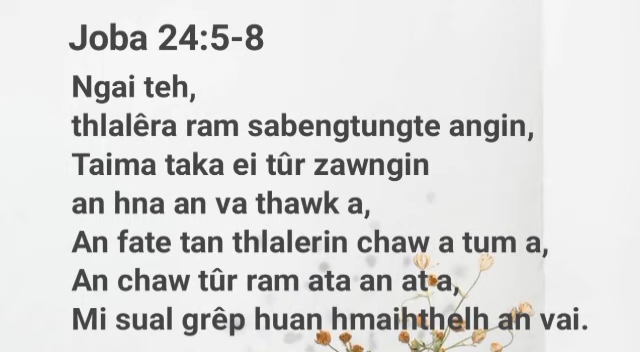 Joba 24:5-8
Ngai teh,
thlalêra ram sabengtungte angin,
Taima taka ei tûr zawngin
an hna an va thawk a,
An fate tan thlalerin chaw a tum a,
An chaw tûr ram ata an at a,
Mi sual grêp huan hmaihthelh an vai.